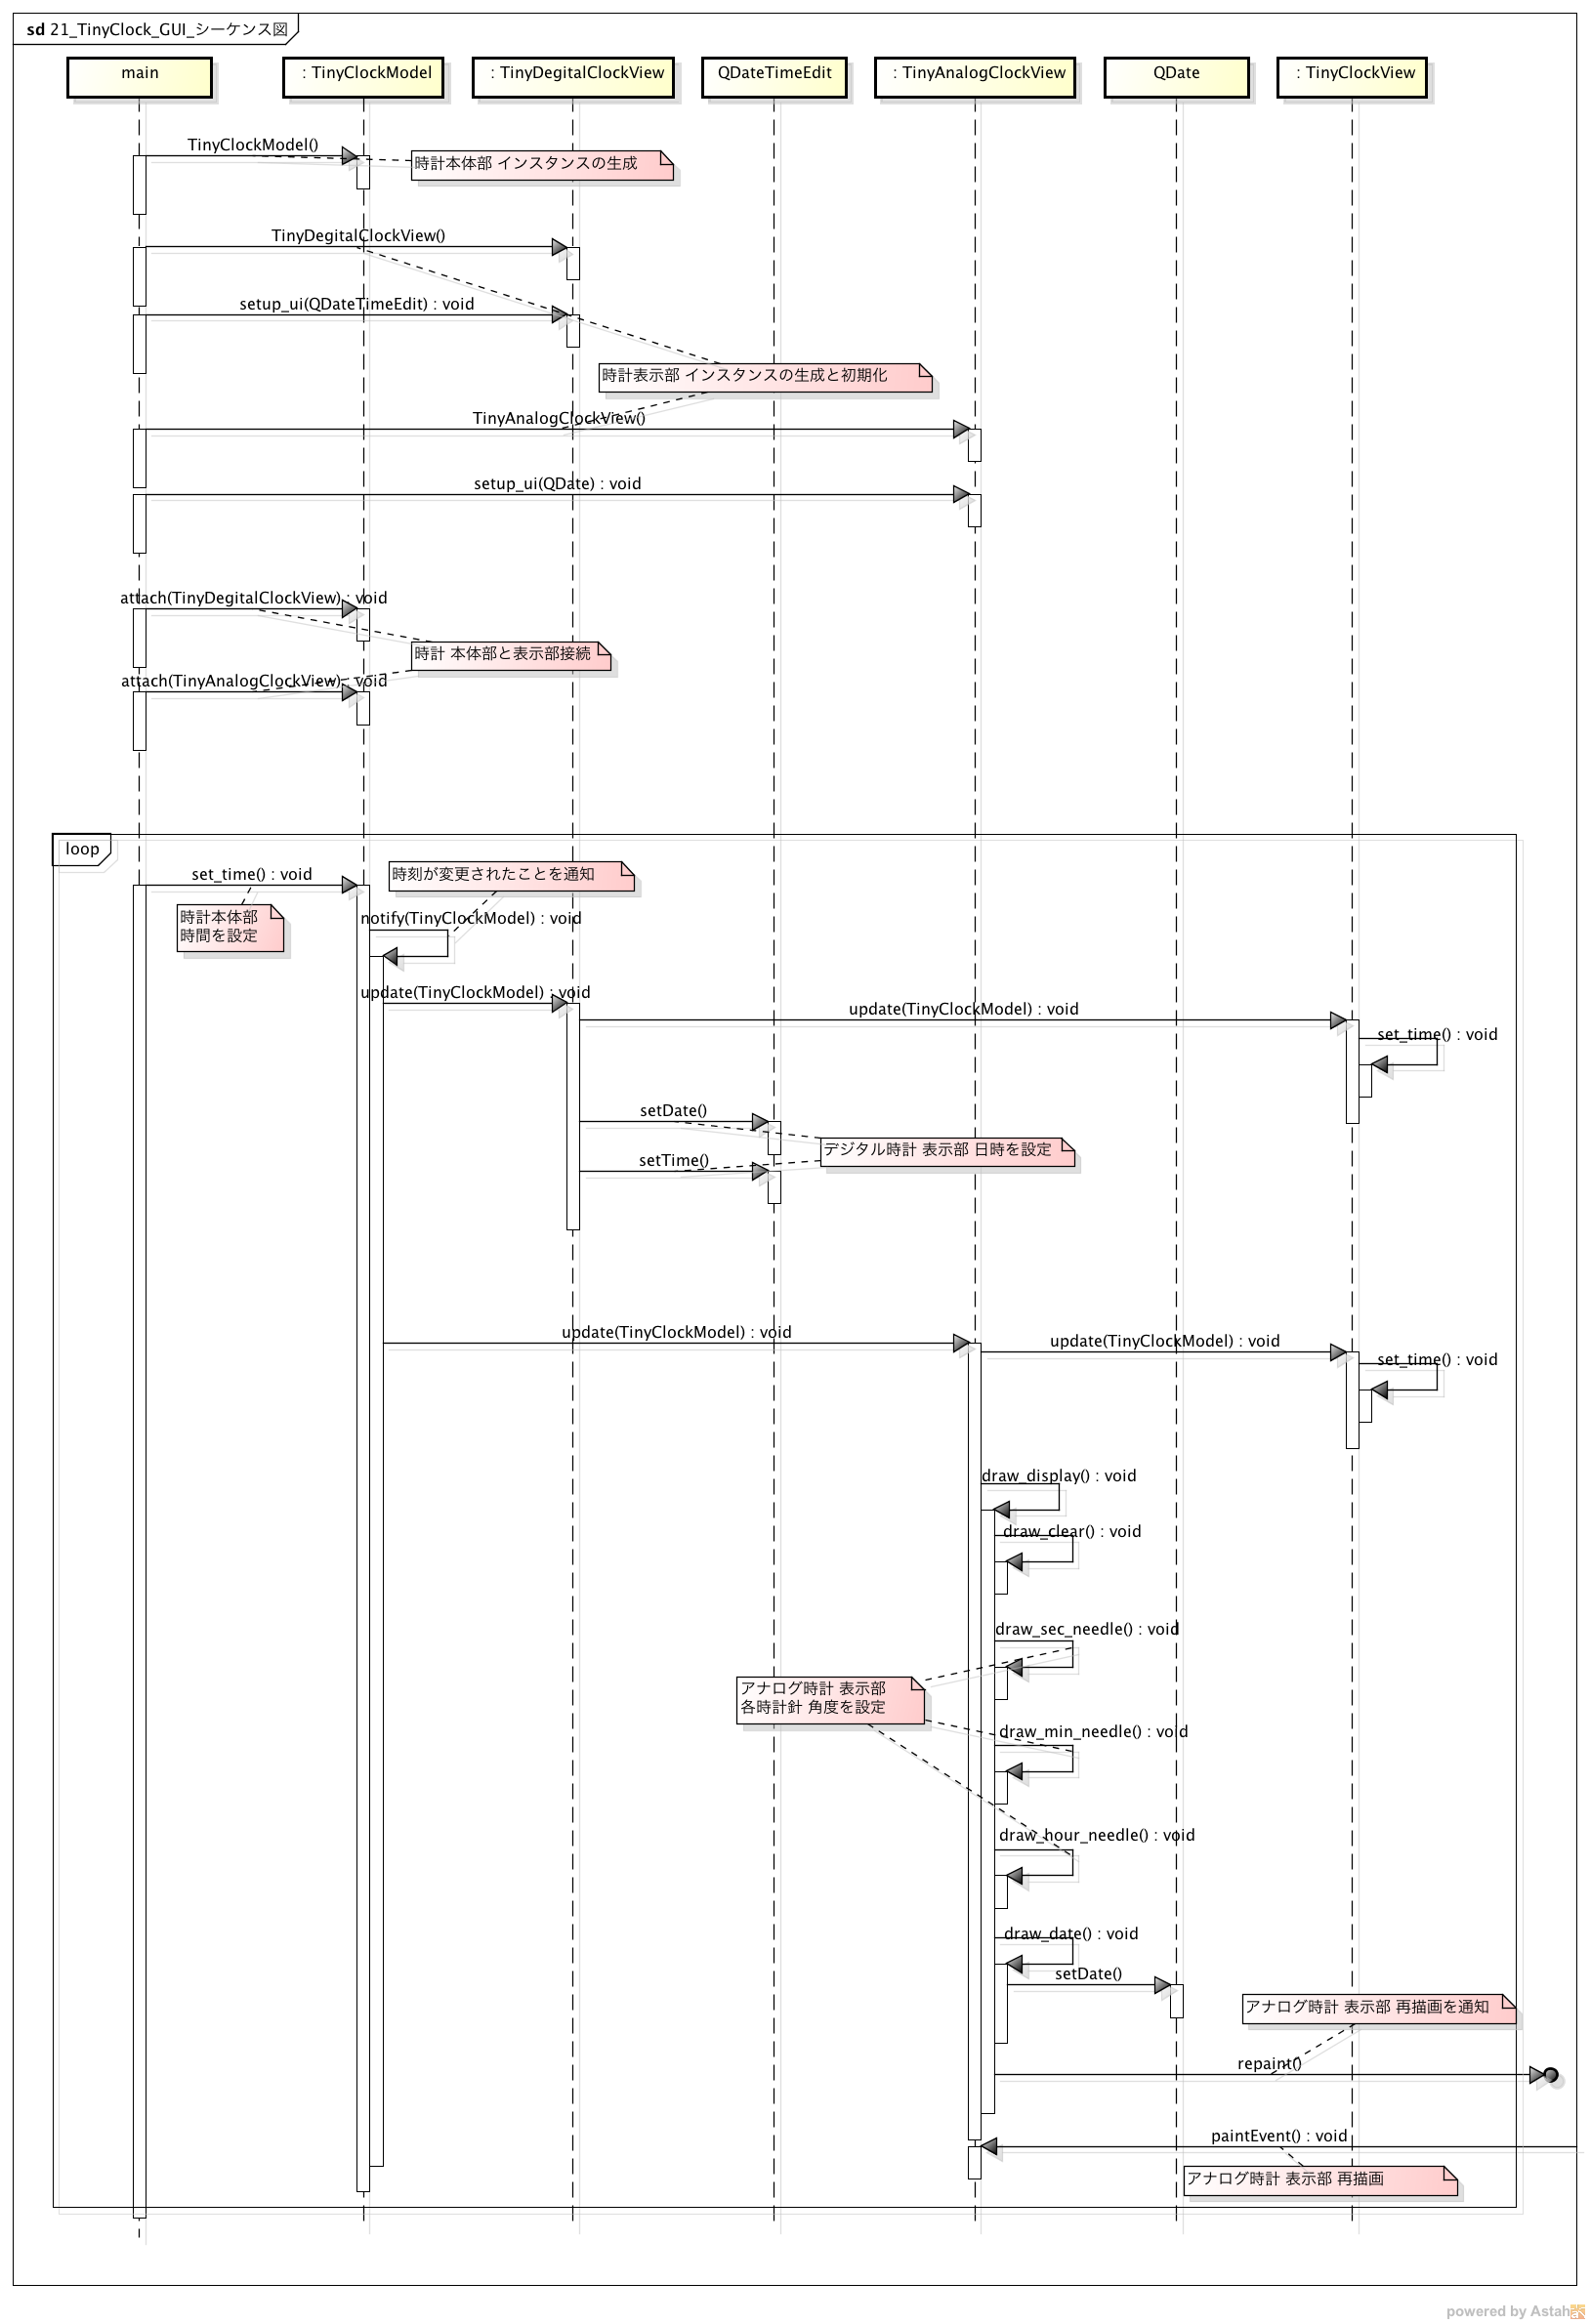 sd 21_TinyClock_GUI_シーケンス図
main
: TinyClockModel
: TinyDegitalClockView
QDateTimeEdit
: TinyAnalogClockView
QDate
: TinyClockView
TinyClockModel()
時計本体部 インスタンスの生成
TinyDegitalClockView()
setup_ui(QDateTimeEdit) : void
時計表示部 インスタンスの生成と初期化
TinyAnalogClockView()
setup_ui(QDate) : void
attach(TinyDegitalClockView) : void
時計 本体部と表示部接続
attach(TinyAnalogClockView) : void
loop
set_time() : void
時刻が変更されたことを通知
時計本体部
時間を設定
notify(TinyClockModel) : void
update(TinyClockModel) : void
update(TinyClockModel) : void
set_time() : void
setDate()
デジタル時計 表示部 日時を設定
setTime()
update(TinyClockModel) : void
update(TinyClockModel) : void
set_time() : void
draw_display() : void
draw_clear() : void
draw_sec_needle() : void
アナログ時計 表示部
各時計針 角度を設定
draw_min_needle() : void
draw_hour_needle() : void
draw_date() : void
setDate()
アナログ時計 表示部 再描画を通知
repaint()
paintEvent() : void
アナログ時計 表示部 再描画
powered by Astah